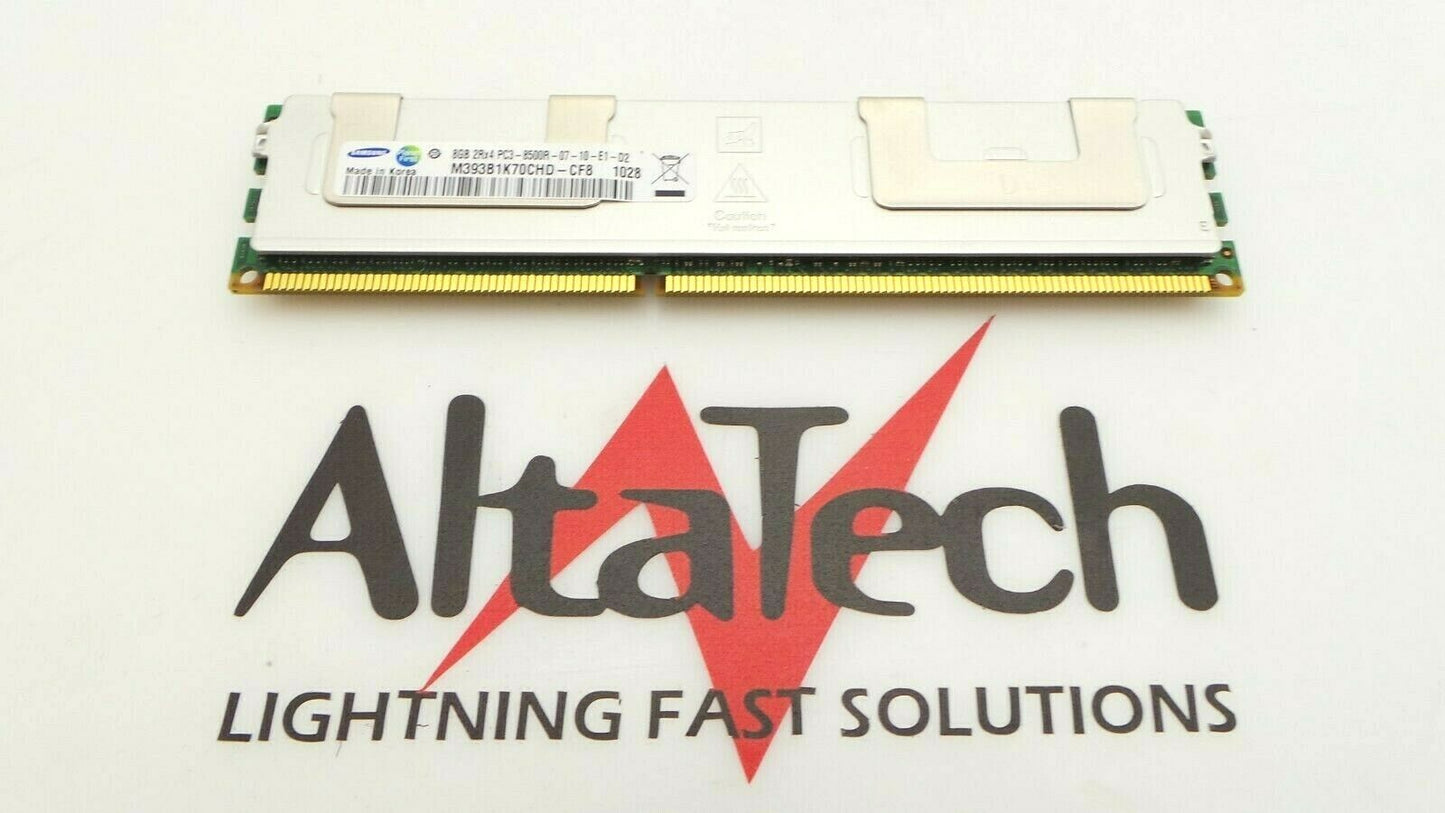 SAMSUNG
8GB 2Rx4 PC3-8500R-07-10-E1-D2
Made in Korea
M393B1K70CHD-CF8 1028
Caution
E
AltaTech
LIGHTNING FAST SOLUTIONS